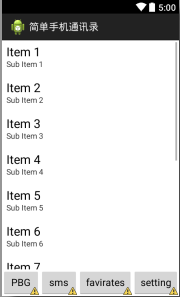 5:00
简单手机通讯录
Item 1
Sub Item 1
Item 2
Sub Item 2
Item 3
Sub Item 3
Item 4
Sub Item 4
Item 5
Sub Item 5
Item 6
Sub Item 6
Item 7
PBG sms favirates setting